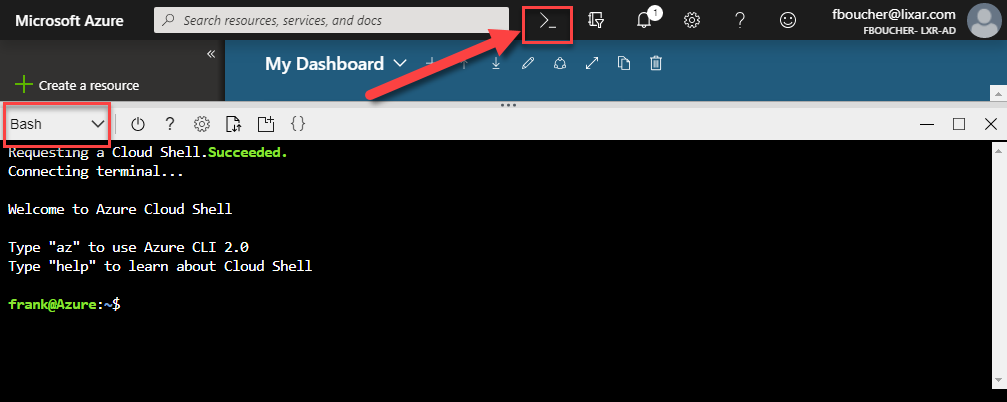 Microsoft Azure
Search resources, services, and docs
1
fboucher@lixar.com
FBOUCHER- LXR-AD
Create a resource
My Dashboard
Bash
Requesting a Cloud Shell.Succeeded.
Connecting terminal...
Welcome to Azure Cloud Shell
Type "az" to use Azure CLI 2.0
Type "help" to learn about Cloud Shell
frank@Azure:~$